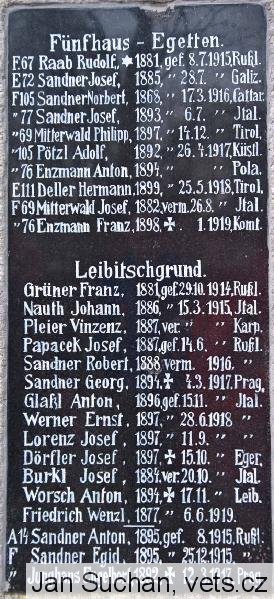 Fünfhaus - Egetten.
F.67 Raab Rudolf, * 1881, gef. 8.7.1915, Rußl.
E72 Sandner Josef, 1885, " 28.7. " Galiz.
F105 Sandner Norbert, 1868, " 17.3.1916, Cattar.
" 77 Sandner Josef, 1893, " 6.7. " Jtal.
" 69 Mitterwald Philipp, 1897, " 14.12. " Tirol,
" 105 Pötzl Adolf, 1892, " 26.4.1917, Küstl.
" 76 Enzmann Anton, 1894, " " Pola.
E111 Deller Hermann, 1899, " 25.5.1918, Tirol,
F 69 Mitterwald Josef, 1882, verm. 26.8. " Jtal.
" 76 Enzmann Franz, 1898 ✠ 1.1919, Komt.
Leibitschgrund.
Grüner Franz, 1881, gef. 29.10.1914, Rußl.
Nauth Johann, 1886, " 15.3.1915, Jtal.
Pleier Vinzenz, 1887, ver. " " Karp.
Papacek Josef, 1887, gef. 14.6. " Rußl.
Sandner Robert, 1888 verm. 1916. " "
Sandner Georg, 1894, ✠ 4.3.1917, Prag,
Glaßl Anton, 1896, gef. 15.11. " Jtal.
Werner Ernst, 1897, " 28.6.1918 "
Lorenz Josef, 1897, " 11.9. " "
Dörfler Josef, 1897 ✠ 15.10. " Eger,
Burkl Josef, 1884, ver. 20.10. " Jtal.
Worsch Anton, 1894 ✠ 17.11. " Leib.
Friedrich Wenzl, 1877, " 6.6.1919.
A14 Sandner Anton, 1895, gef. 8.1915, Rußl.
F Sandner Egid, 1895, " 25.12.1915, "
Jan Suchan, vets.cz